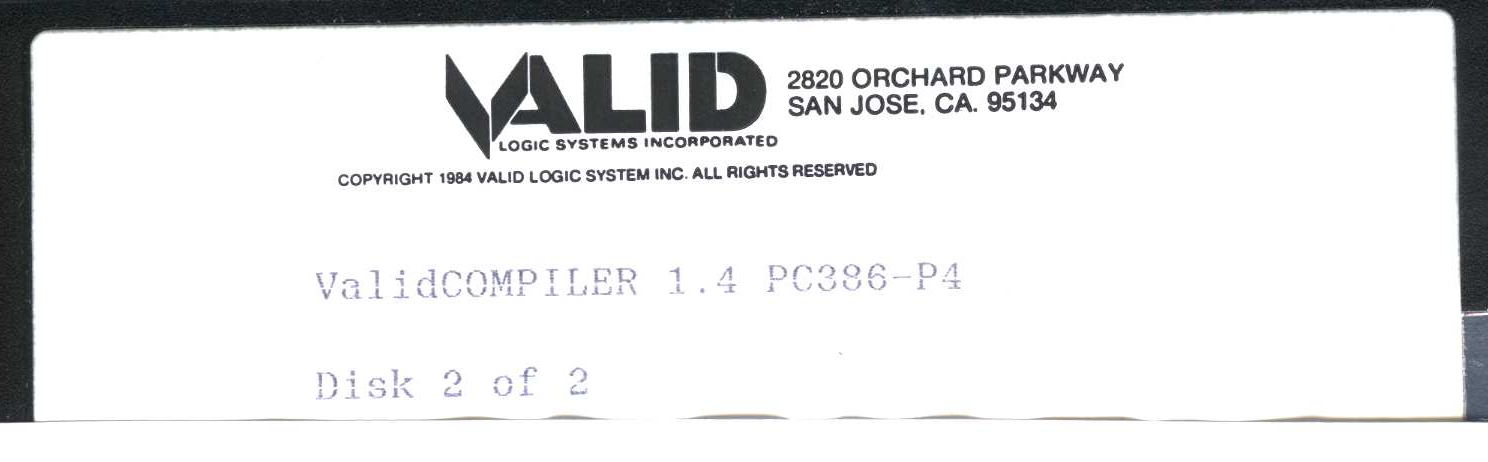 VALID
2820 ORCHARD PARKWAY
SAN JOSE, CA. 95134
LOGIC SYSTEMS INCORPORATED
COPYRIGHT 1984 VALID LOGIC SYSTEM INC. ALL RIGHTS RESERVED
ValidCOMPILER 1.4 PC386-P4
Disk 2 of 2